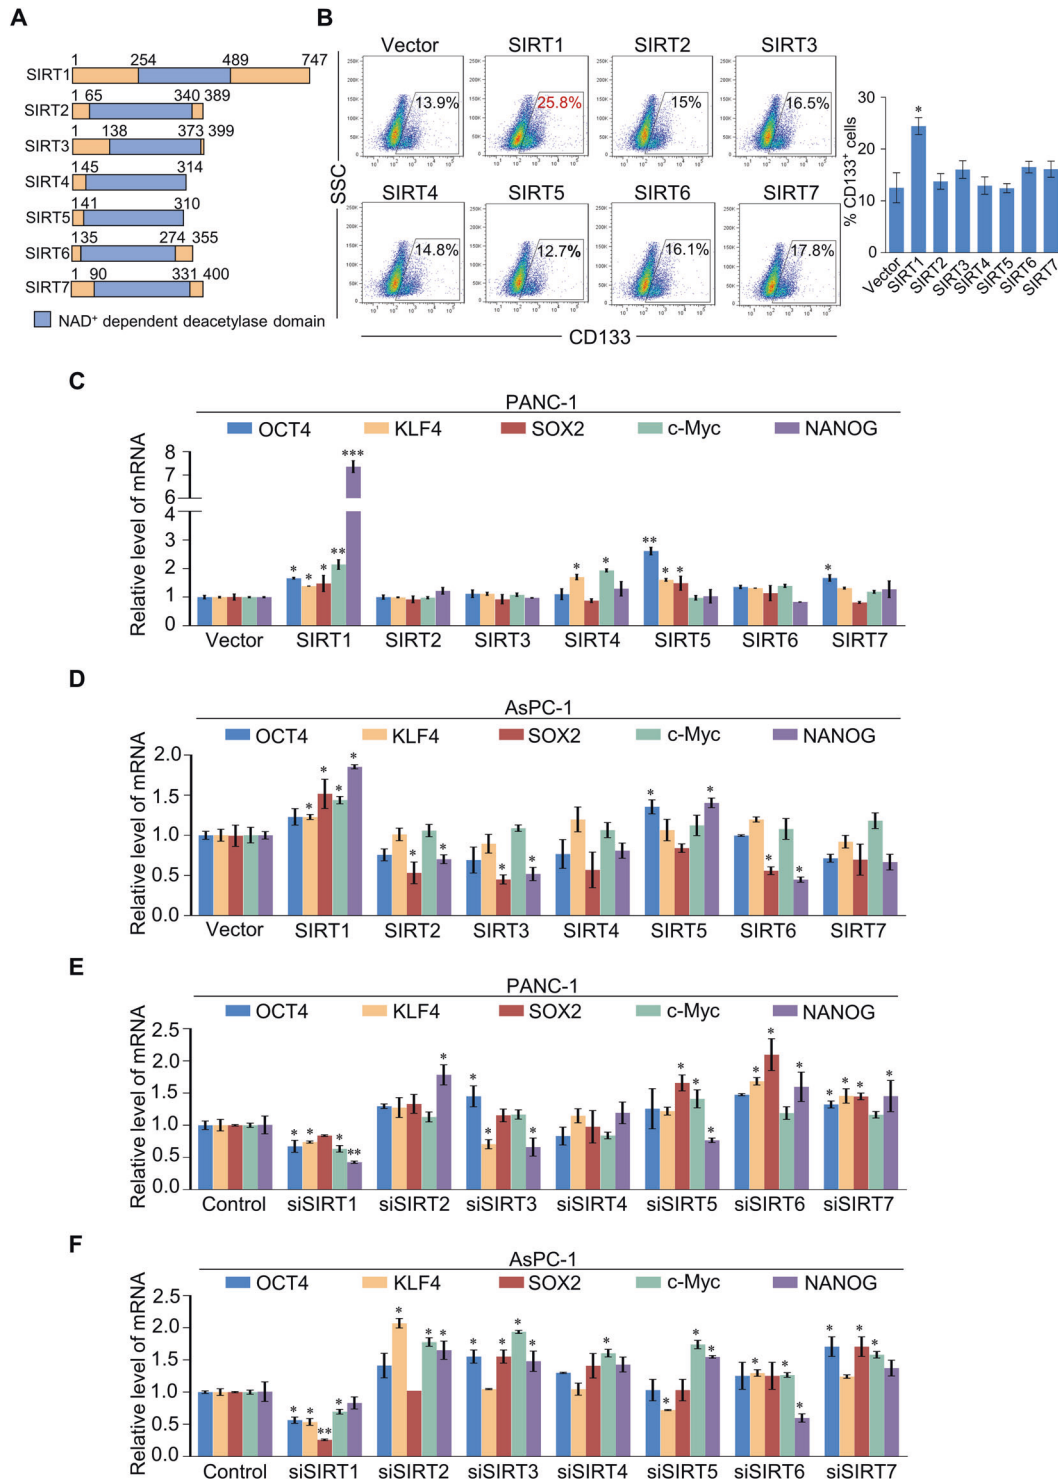 A
1 254 489 747
SIRT1
1 65 340 389
SIRT2
1 138 373 399
SIRT3
1 45 314
SIRT4
1 41 310
SIRT5
1 35 274 355
SIRT6
1 90 331 400
SIRT7
NAD+ dependent deacetylase domain
B
Vector SIRT1 SIRT2 SIRT3
13.9% 25.8% 15% 16.5%
SIRT4 SIRT5 SIRT6 SIRT7
14.8% 12.7% 16.1% 17.8%
SSC
CD133
% CD133+ cells
30
20
10
0
*
Vector SIRT1 SIRT2 SIRT3 SIRT4 SIRT5 SIRT6 SIRT7
C
PANC-1
OCT4 KLF4 SOX2 c-Myc NANOG
Relative level of mRNA
8
7
6
4
3
2
1
0
* * * ** *** * * ** * * *
Vector SIRT1 SIRT2 SIRT3 SIRT4 SIRT5 SIRT6 SIRT7
D
AsPC-1
OCT4 KLF4 SOX2 c-Myc NANOG
Relative level of mRNA
2.0
1.5
1.0
0.5
0.0
* * * * * * * * * * * *
Vector SIRT1 SIRT2 SIRT3 SIRT4 SIRT5 SIRT6 SIRT7
E
PANC-1
OCT4 KLF4 SOX2 c-Myc NANOG
Relative level of mRNA
2.5
2.0
1.5
1.0
0.5
0.0
* * * ** * * * * * * * * * * * * * *
Control siSIRT1 siSIRT2 siSIRT3 siSIRT4 siSIRT5 siSIRT6 siSIRT7
F
AsPC-1
OCT4 KLF4 SOX2 c-Myc NANOG
Relative level of mRNA
2.5
2.0
1.5
1.0
0.5
0.0
* * ** * * * * * * * * * * * * * * * * * *
Control siSIRT1 siSIRT2 siSIRT3 siSIRT4 siSIRT5 siSIRT6 siSIRT7